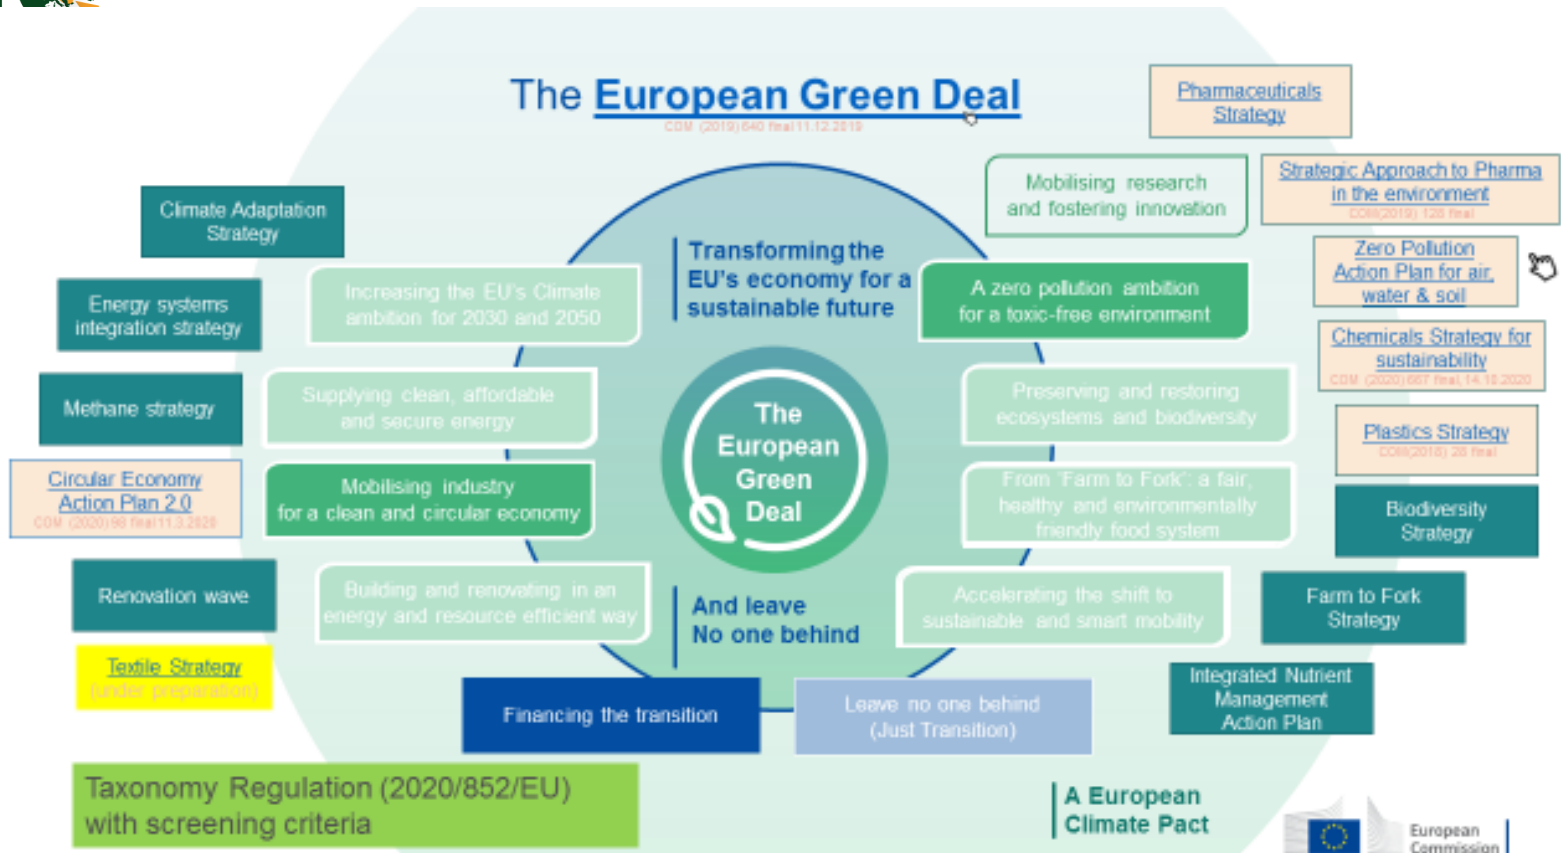 The European Green Deal
COM (2019) 640 final 11.12.2019
Pharmaceuticals
Strategy
Mobilising research
and fostering innovation
Strategic Approach to Pharma
in the environment
COM(2019) 128 final
Climate Adaptation
Strategy
Transforming the
EU's economy for a
sustainable future
Zero Pollution
Action Plan for air,
water & soil
Energy systems
integration strategy
Increasing the EU's Climate
ambition for 2030 and 2050
A zero pollution ambition
for a toxic-free environment
Chemicals Strategy for
sustainability
COM (2020) 667 final, 14.10.2020
Methane strategy
Supplying clean, affordable
and secure energy
The
European
Green
Deal
Preserving and restoring
ecosystems and biodiversity
Plastics Strategy
COM(2018) 28 final
Circular Economy
Action Plan 2.0
COM (2020) 98 final 11.3.2020
Mobilising industry
for a clean and circular economy
From 'Farm to Fork': a fair,
healthy and environmentally
friendly food system
Biodiversity
Strategy
Renovation wave
Building and renovating in an
energy and resource efficient way
And leave
No one behind
Accelerating the shift to
sustainable and smart mobility
Farm to Fork
Strategy
Textile Strategy
(under preparation)
Financing the transition
Leave no one behind
(Just Transition)
Integrated Nutrient
Management
Action Plan
Taxonomy Regulation (2020/852/EU)
with screening criteria
A European
Climate Pact
European
Commission